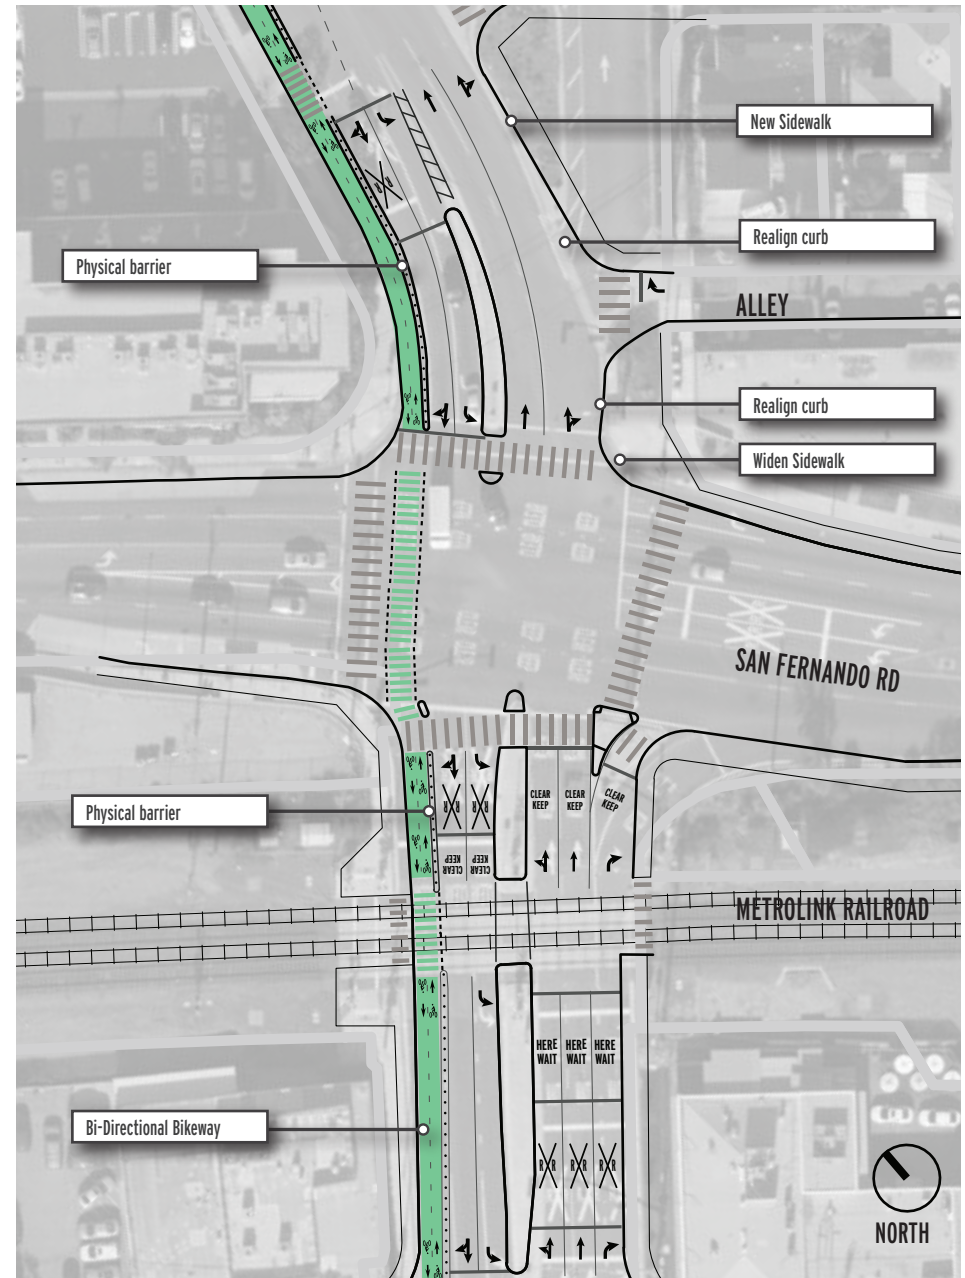 New Sidewalk
Realign curb
Physical barrier
ALLEY
Realign curb
Widen Sidewalk
SAN FERNANDO RD
Physical barrier
R R
R R
CLEAR
KEEP
CLEAR
KEEP
CLEAR
KEEP
KEEP
CLEAR
KEEP
CLEAR
METROLINK RAILROAD
HERE
WAIT
HERE
WAIT
HERE
WAIT
Bi-Directional Bikeway
R R
R R
R R
NORTH